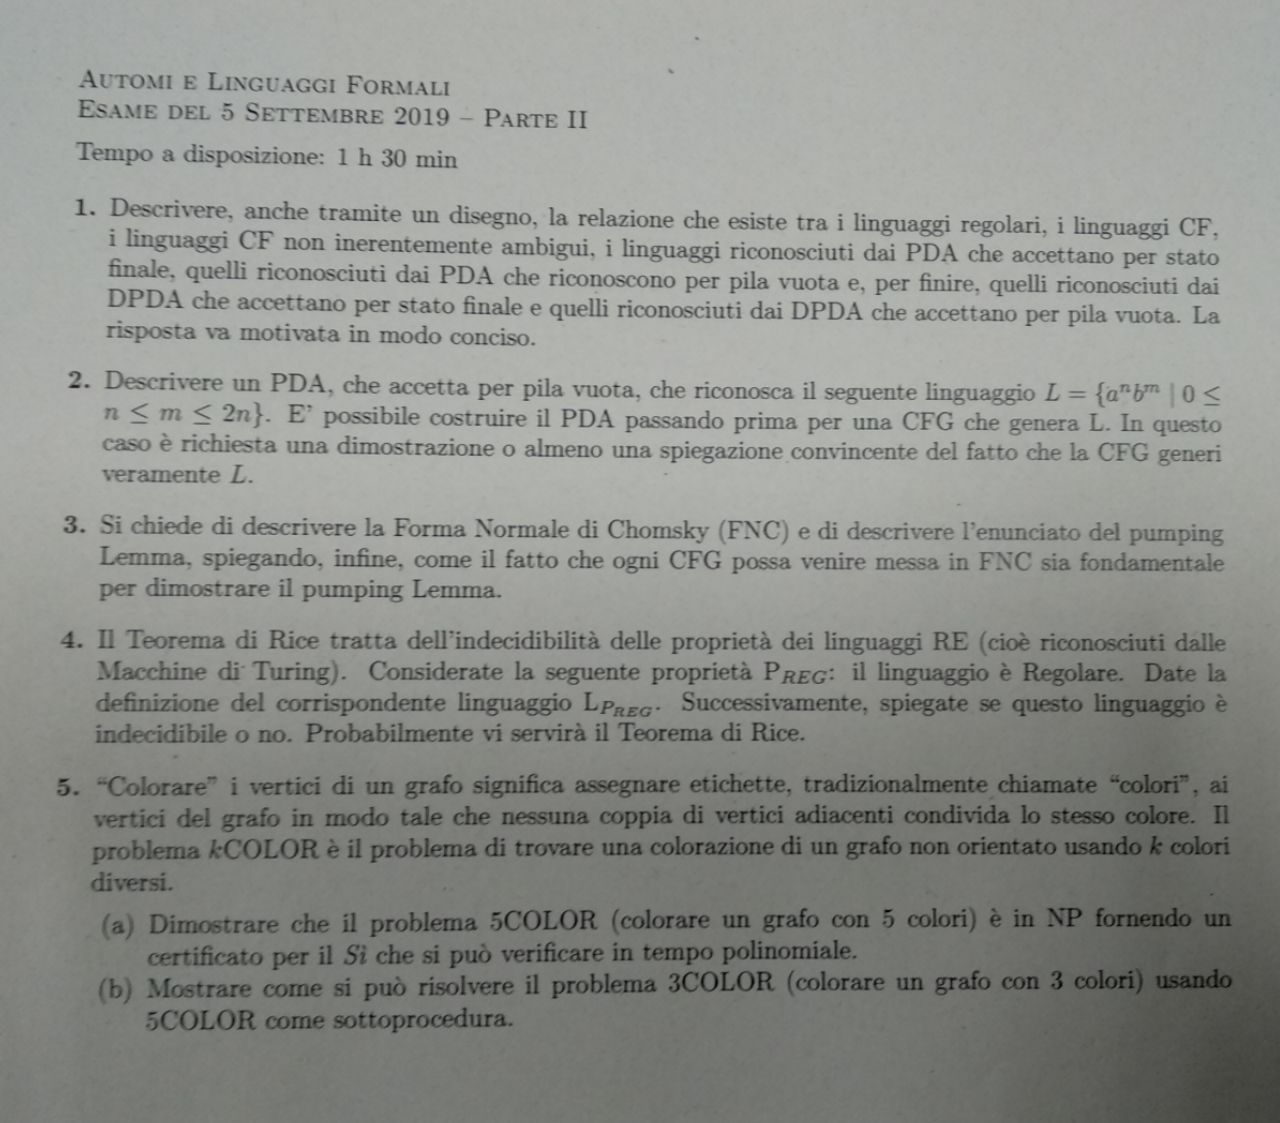 AUTOMI E LINGUAGGI FORMALI
ESAME DEL 5 SETTEMBRE 2019 – PARTE II
Tempo a disposizione: 1 h 30 min
1. Descrivere, anche tramite un disegno, la relazione che esiste tra i linguaggi regolari, i linguaggi CF,
i linguaggi CF non inerentemente ambigui, i linguaggi riconosciuti dai PDA che accettano per stato
finale, quelli riconosciuti dai PDA che riconoscono per pila vuota e, per finire, quelli riconosciuti dai
DPDA che accettano per stato finale e quelli riconosciuti dai DPDA che accettano per pila vuota. La
risposta va motivata in modo conciso.
2. Descrivere un PDA, che accetta per pila vuota, che riconosca il seguente linguaggio L = {aⁿbᵐ | 0 ≤
n ≤ m ≤ 2n}. E' possibile costruire il PDA passando prima per una CFG che genera L. In questo
caso è richiesta una dimostrazione o almeno una spiegazione convincente del fatto che la CFG generi
veramente L.
3. Si chiede di descrivere la Forma Normale di Chomsky (FNC) e di descrivere l'enunciato del pumping
Lemma, spiegando, infine, come il fatto che ogni CFG possa venire messa in FNC sia fondamentale
per dimostrare il pumping Lemma.
4. Il Teorema di Rice tratta dell'indecidibilità delle proprietà dei linguaggi RE (cioè riconosciuti dalle
Macchine di Turing). Considerate la seguente proprietà P_REG: il linguaggio è Regolare. Date la
definizione del corrispondente linguaggio L_P_REG. Successivamente, spiegate se questo linguaggio è
indecidibile o no. Probabilmente vi servirà il Teorema di Rice.
5. "Colorare" i vertici di un grafo significa assegnare etichette, tradizionalmente chiamate "colori", ai
vertici del grafo in modo tale che nessuna coppia di vertici adiacenti condivida lo stesso colore. Il
problema kCOLOR è il problema di trovare una colorazione di un grafo non orientato usando k colori
diversi.
(a) Dimostrare che il problema 5COLOR (colorare un grafo con 5 colori) è in NP fornendo un
certificato per il Sì che si può verificare in tempo polinomiale.
(b) Mostrare come si può risolvere il problema 3COLOR (colorare un grafo con 3 colori) usando
5COLOR come sottoprocedura.